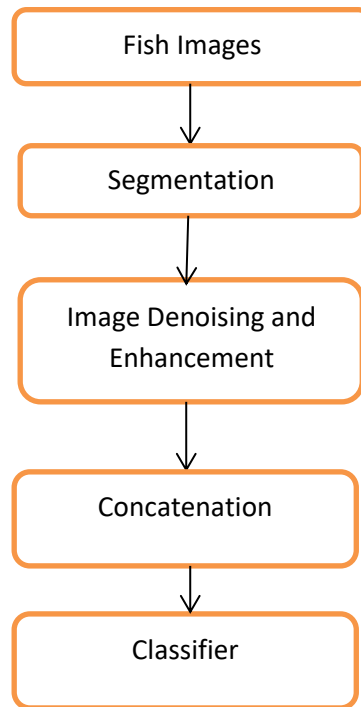 Fish Images
Segmentation
Image Denoising and
Enhancement
Concatenation
Classifier